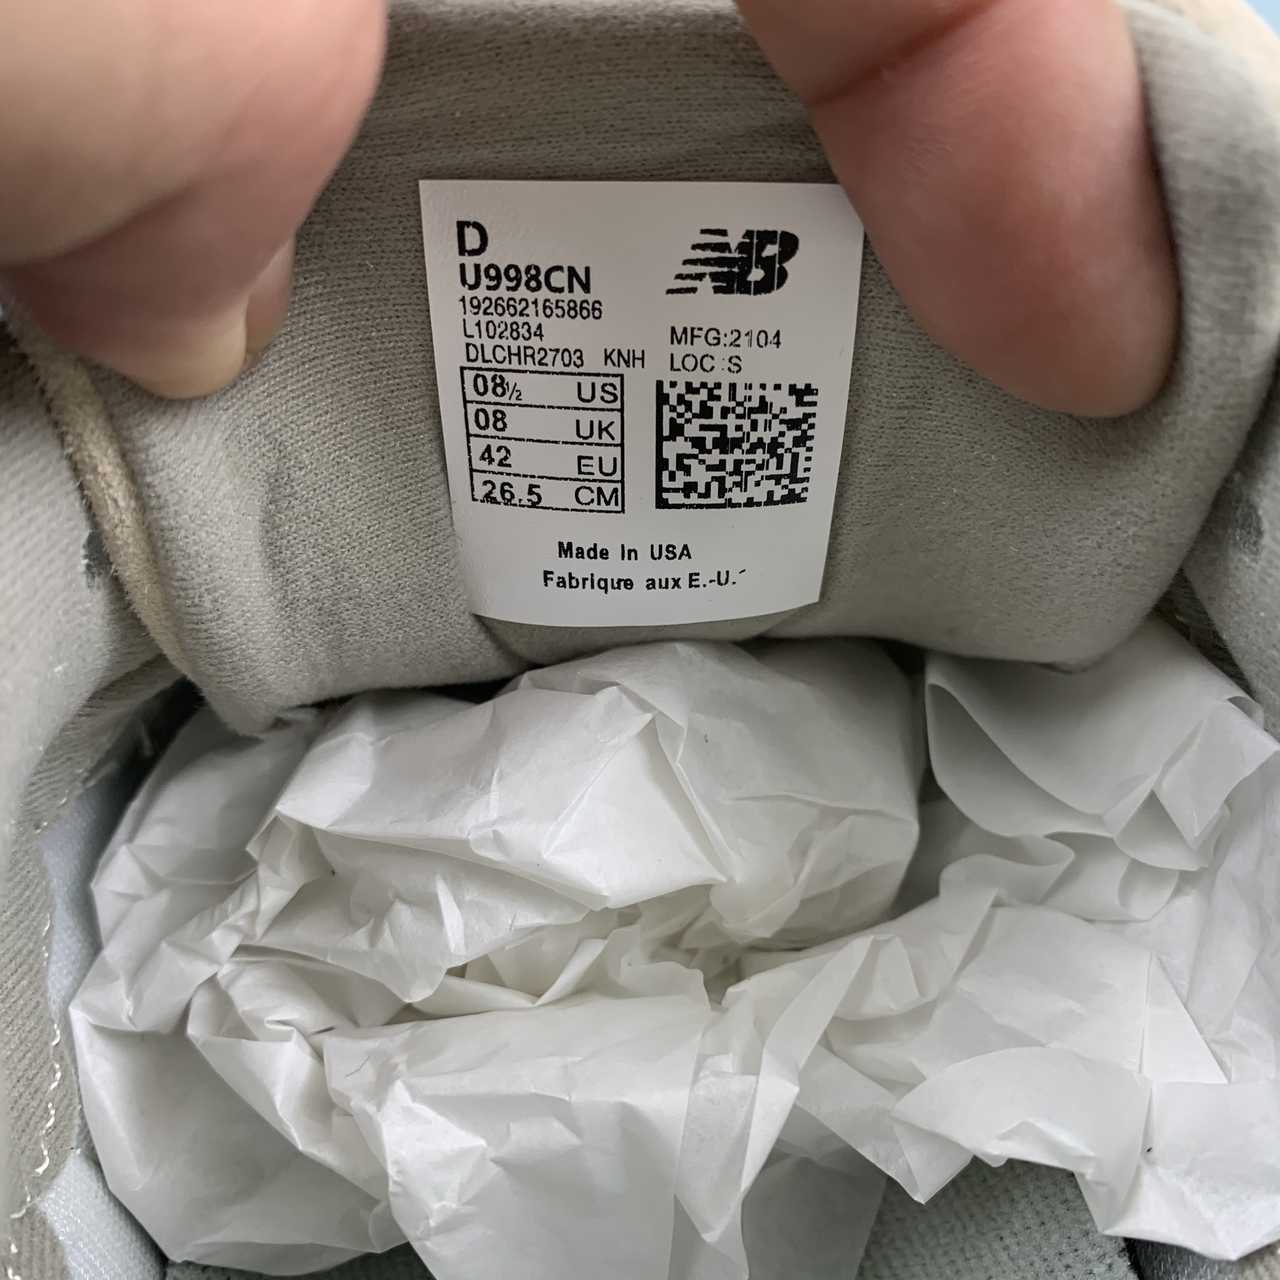 D
U998CN
192662165866
L102834
DLCHR2703 KNH
08½ US
08 UK
42 EU
26.5 CM
NB
MFG:2104
LOC:S
Made In USA
Fabrique aux E.-U.